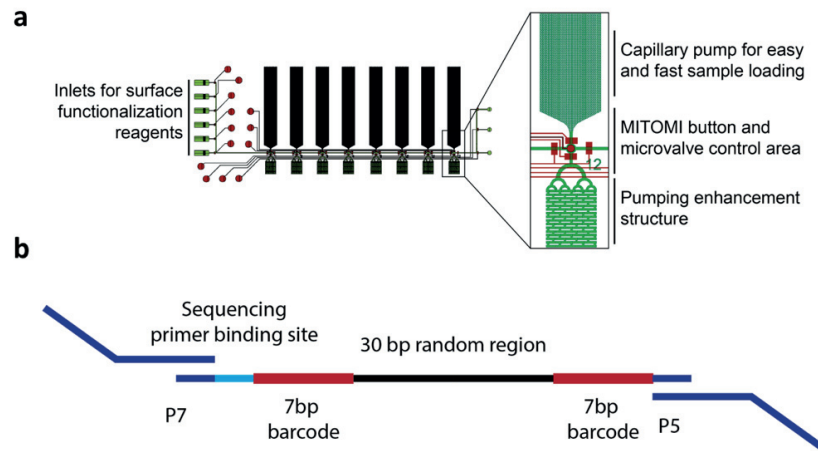 a
Inlets for surface
functionalization
reagents
Capillary pump for easy
and fast sample loading
MITOMI button and
microvalve control area
12
Pumping enhancement
structure
b
Sequencing
primer binding site
30 bp random region
P7
7bp
barcode
7bp
barcode
P5